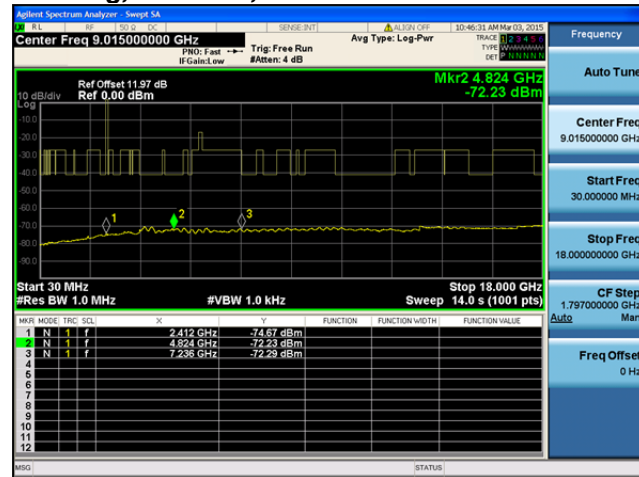 Agilent Spectrum Analyzer - Swept SA
RL RF 50 Ω DC SENSE:INT ALIGN OFF 10:46:31 AM Mar 03, 2015
Center Freq 9.015000000 GHz
PNO: Fast
IFGain:Low
Trig: Free Run
#Atten: 4 dB
Avg Type: Log-Pwr
TRACE 1 2 3 4 5 6
TYPE
DET P N N N N N
Ref Offset 11.97 dB
10 dB/div Ref 0.00 dBm
Log
Mkr2 4.824 GHz
-72.23 dBm
-10.0
-20.0
-30.0
-40.0
-50.0
-60.0
-70.0
-80.0
-90.0
1
2
3
Start 30 MHz
Stop 18.000 GHz
#Res BW 1.0 MHz #VBW 1.0 kHz Sweep 14.0 s (1001 pts)
MKR MODE TRC SCL X Y FUNCTION FUNCTION WIDTH FUNCTION VALUE
1 N 1 f 2.412 GHz -74.67 dBm
2 N 1 f 4.824 GHz -72.23 dBm
3 N 1 f 7.236 GHz -72.29 dBm
4
5
6
7
8
9
10
11
12
MSG STATUS
Frequency
Auto Tune
Center Freq
9.015000000 GHz
Start Freq
30.000000 MHz
Stop Freq
18.000000000 GHz
CF Step
1.797000000 GHz
Auto Man
Freq Offset
0 Hz